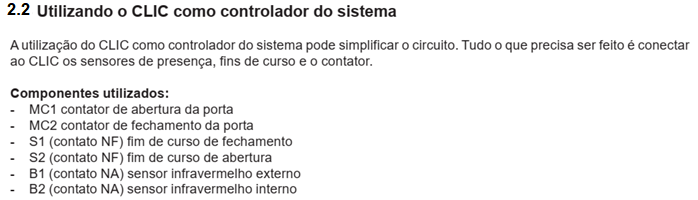 2.2 Utilizando o CLIC como controlador do sistema
A utilização do CLIC como controlador do sistema pode simplificar o circuito. Tudo o que precisa ser feito é conectar
ao CLIC os sensores de presença, fins de curso e o contator.
Componentes utilizados:
- MC1 contator de abertura da porta
- MC2 contator de fechamento da porta
- S1 (contato NF) fim de curso de fechamento
- S2 (contato NF) fim de curso de abertura
- B1 (contato NA) sensor infravermelho externo
- B2 (contato NA) sensor infravermelho interno